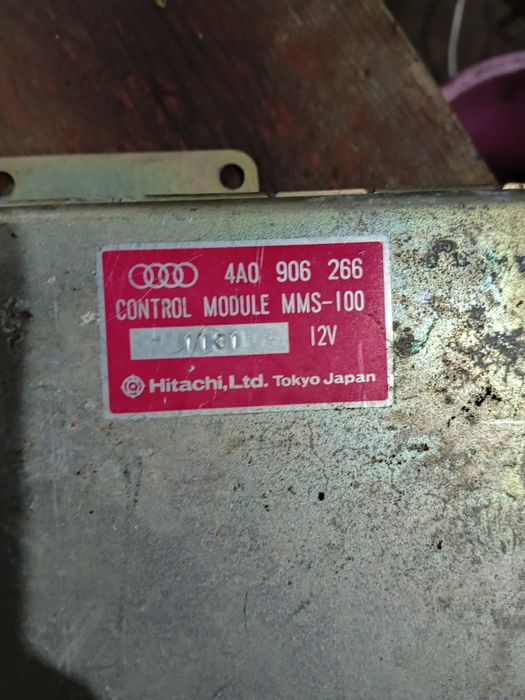 4A0 906 266
CONTROL MODULE MMS-100
12V
Hitachi, Ltd. Tokyo Japan